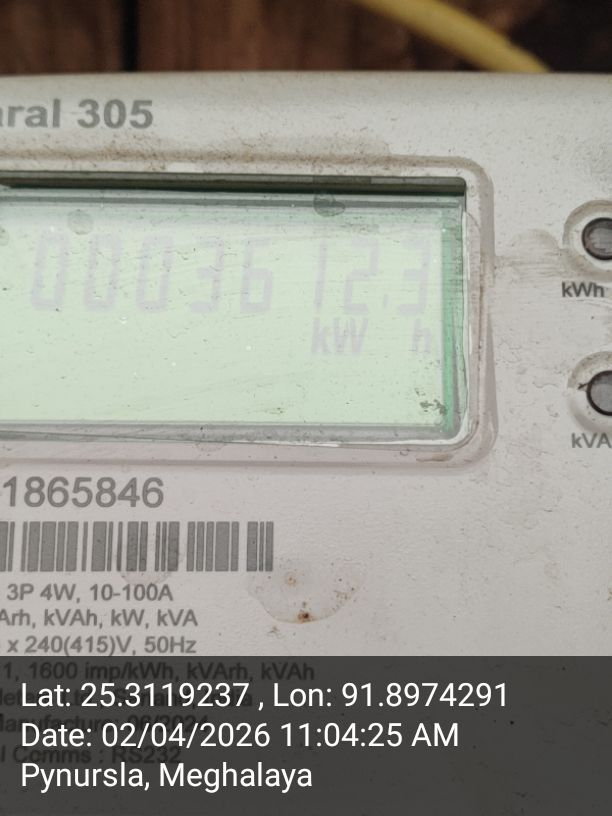 aral 305
0003612.3
kW h
kWh
kVA
1865846
3P 4W, 10-100A
Arh, kVAh, kW, kVA
x 240(415)V, 50Hz
1, 1600 imp/kWh, kVArh, kVAh
Lat: 25.3119237 , Lon: 91.8974291
Date: 02/04/2026 11:04:25 AM
Comms : RS232
Pynursla, Meghalaya